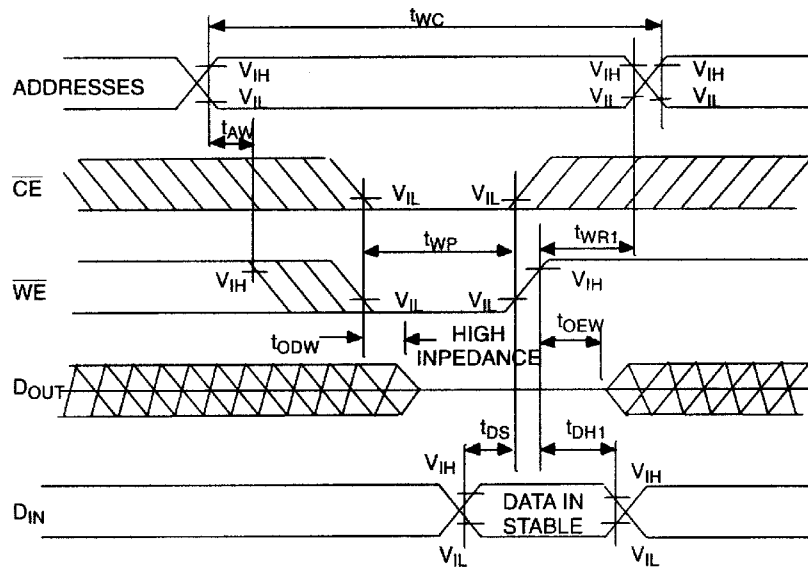 tWC
ADDRESSES
VIH
VIL
VIH
VIL
VIH
VIL
tAW
CE
VIL
VIL
tWP
tWR1
WE
VIH
VIL
VIL
VIH
tODW
HIGH
INPEDANCE
tOEW
DOUT
tDS
tDH1
VIH
VIH
DIN
DATA IN
STABLE
VIL
VIL